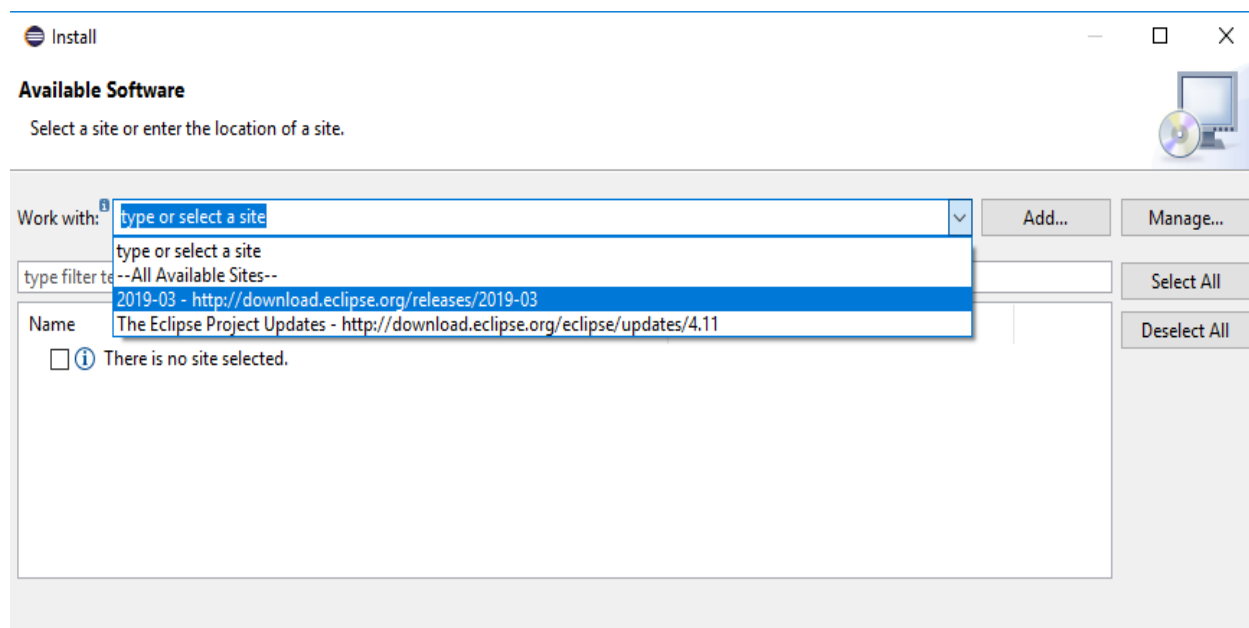 Install
Available Software
Select a site or enter the location of a site.
Work with: type or select a site Add... Manage...
type or select a site
--All Available Sites--
2019-03 - http://download.eclipse.org/releases/2019-03
The Eclipse Project Updates - http://download.eclipse.org/eclipse/updates/4.11
type filter te
Select All
Name
Deselect All
There is no site selected.